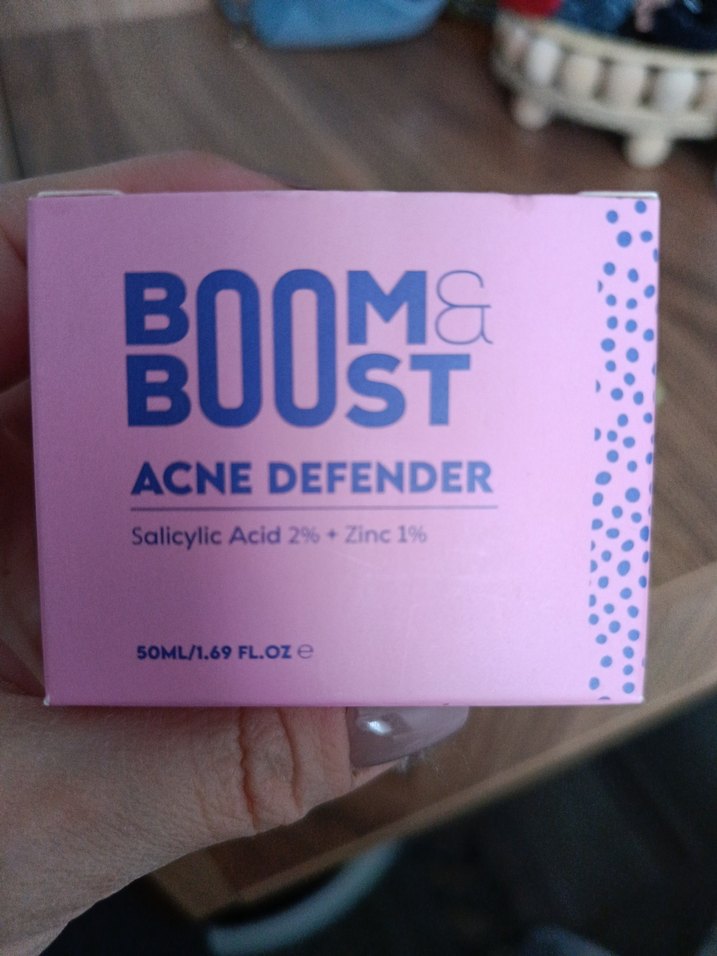 BOOM&
BOOST
ACNE DEFENDER
Salicylic Acid 2% + Zinc 1%
50ML/1.69 FL.OZ ℮